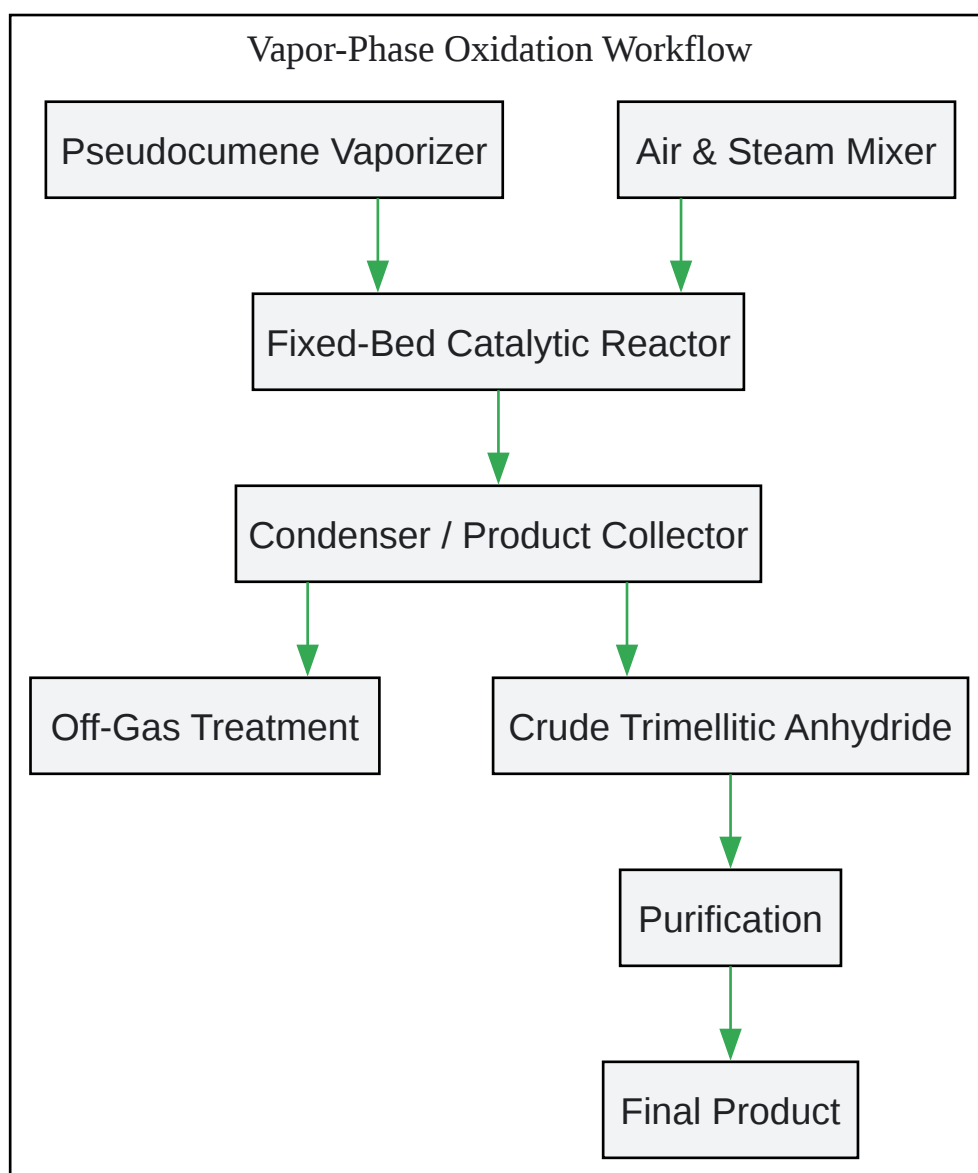 Vapor-Phase Oxidation Workflow
Pseudocumene Vaporizer
Air & Steam Mixer
Fixed-Bed Catalytic Reactor
Condenser / Product Collector
Off-Gas Treatment
Crude Trimellitic Anhydride
Purification
Final Product